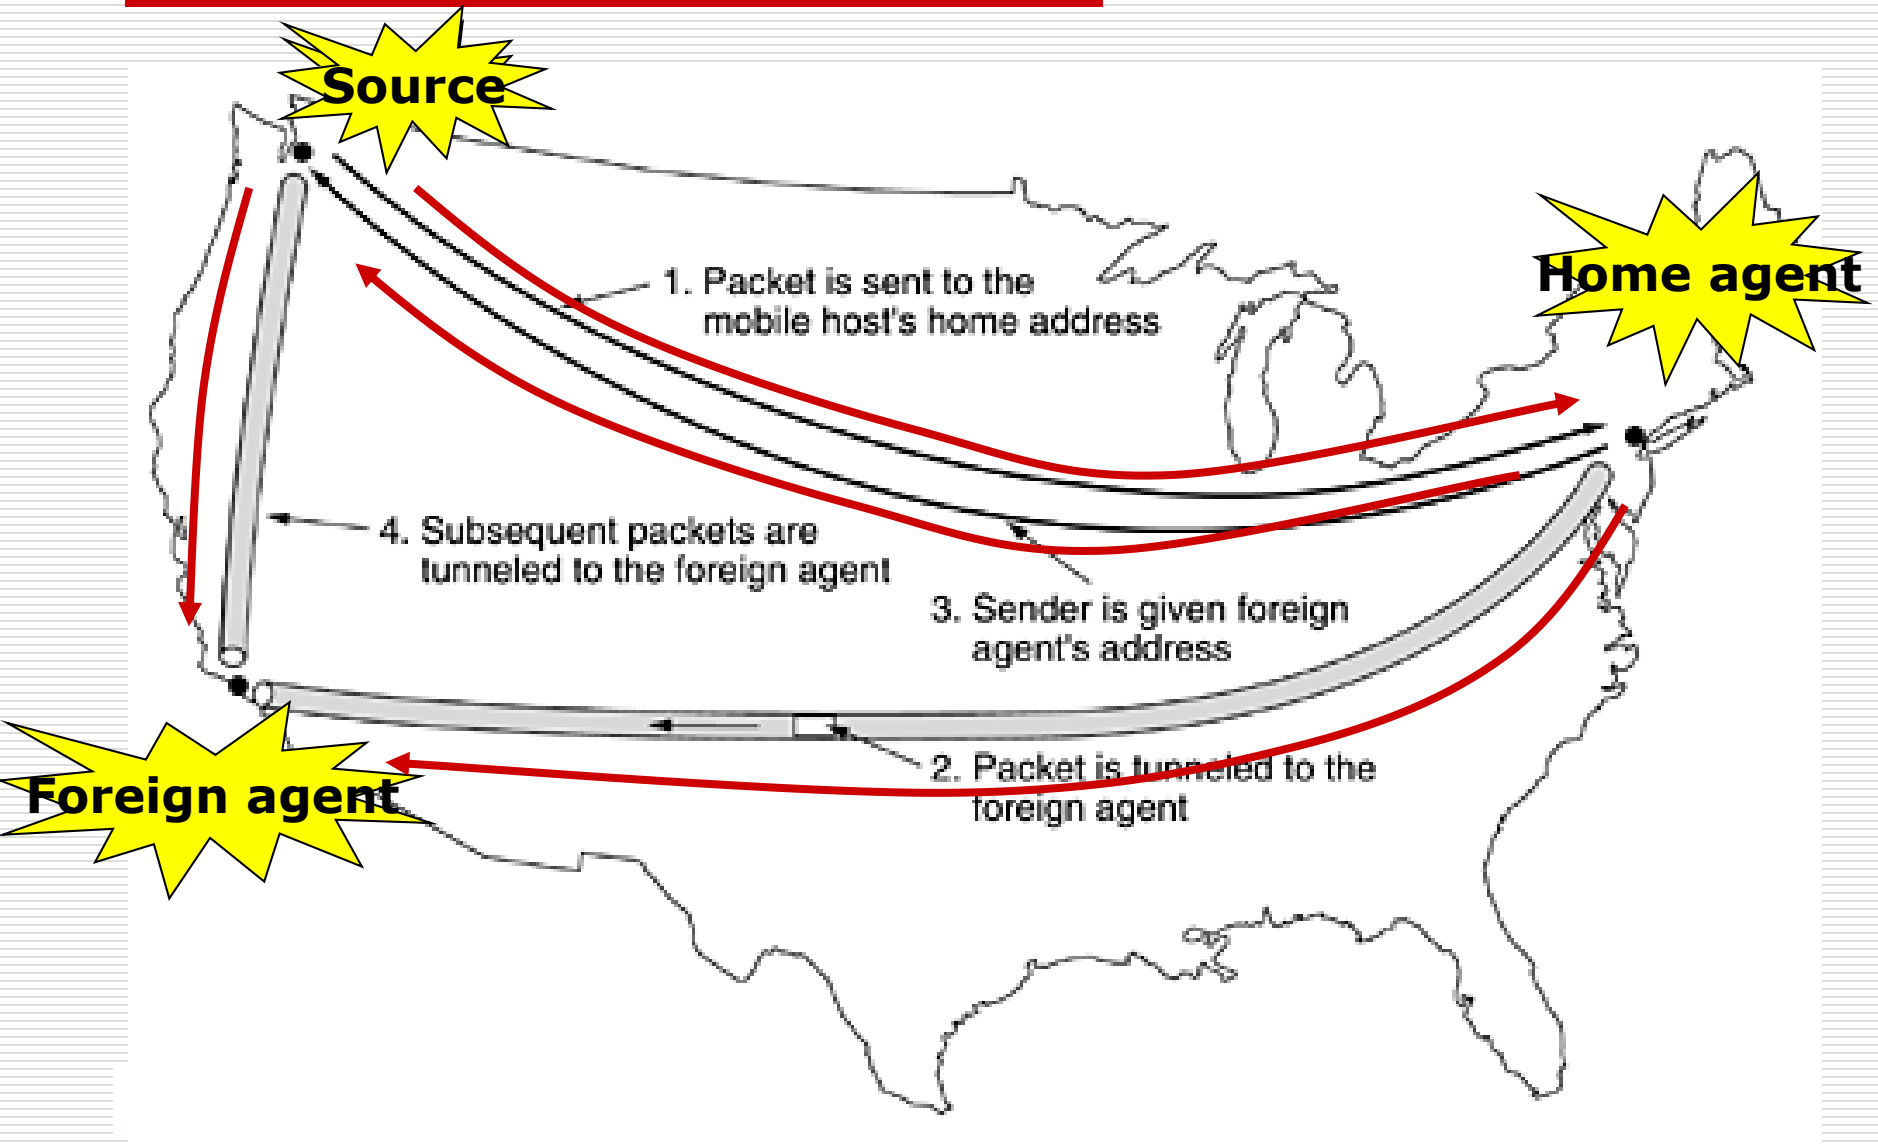 Source
Home agent
1. Packet is sent to the
mobile host's home address
4. Subsequent packets are
tunneled to the foreign agent
3. Sender is given foreign
agent's address
2. Packet is tunneled to the
foreign agent
Foreign agent